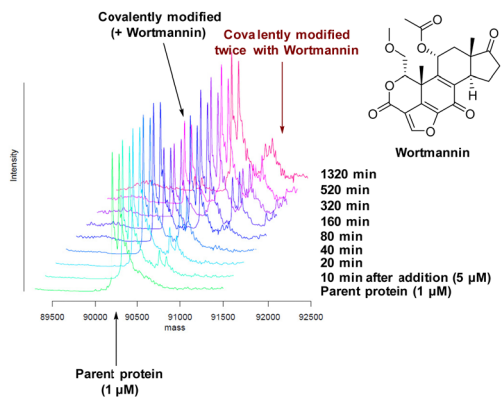 Covalently modified
(+ Wortmannin)
Covalently modified
twice with Wortmannin
O
O
O
O
H
O
O
O
O
Wortmannin
Intensity
1320 min
520 min
320 min
160 min
80 min
40 min
20 min
10 min after addition (5 µM)
Parent protein (1 µM)
89500 90000 90500 91000 91500 92000 92500
mass
Parent protein
(1 µM)